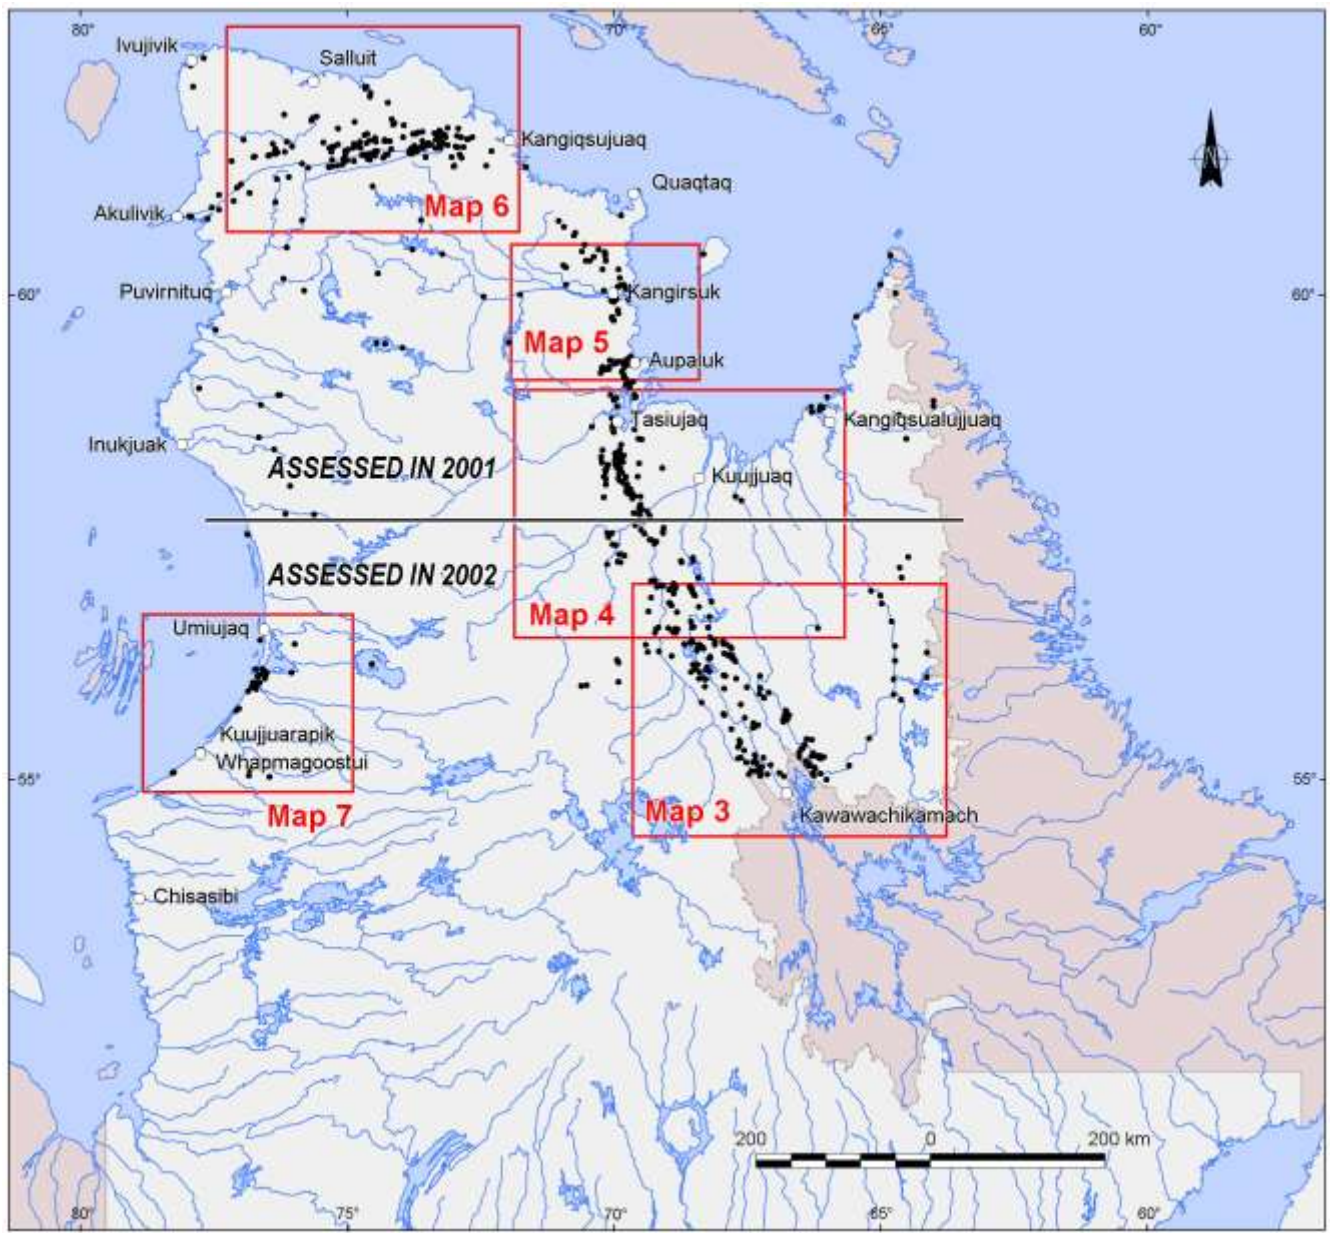 80°
70°
65°
60°
Ivujivik
Salluit
Kangiqsujuaq
Quaqtaq
Akulivik
Map 6
Puvirnituq
60°
Kangirsuk
60°
Map 5
Aupaluk
Tasiujaq
Kangiqsualujjuaq
Inukjuak
ASSESSED IN 2001
Kuujjuaq
ASSESSED IN 2002
Map 4
Umiujaq
Kuujjuarapik
Whapmagoostui
55°
55°
Map 7
Map 3
Kawawachikamach
Chisasibi
200
0
200 km
80°
75°
70°
65°
60°
N